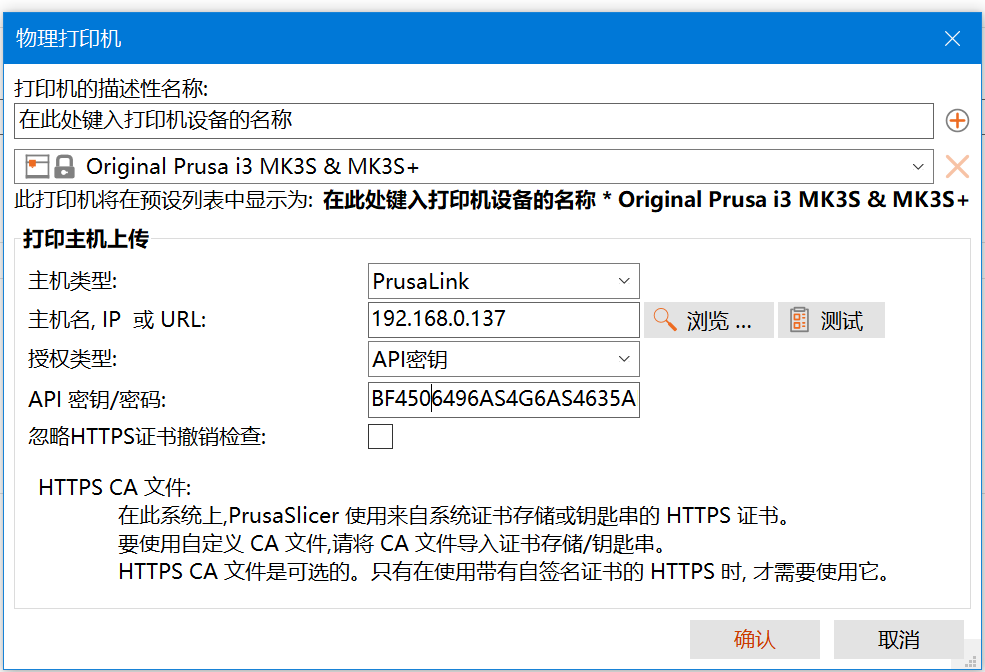 物理打印机
打印机的描述性名称:
在此处键入打印机设备的名称
Original Prusa i3 MK3S & MK3S+
此打印机将在预设列表中显示为: 在此处键入打印机设备的名称 * Original Prusa i3 MK3S & MK3S+
打印主机上传
主机类型: PrusaLink
主机名, IP 或 URL: 192.168.0.137 浏览 ... 测试
授权类型: API密钥
API 密钥/密码: BF4506496AS4G6AS4635A
忽略HTTPS证书撤销检查:
HTTPS CA 文件:
在此系统上,PrusaSlicer 使用来自系统证书存储或钥匙串的 HTTPS 证书。
要使用自定义 CA 文件,请将 CA 文件导入证书存储/钥匙串。
HTTPS CA 文件是可选的。只有在使用带有自签名证书的 HTTPS 时, 才需要使用它。
确认 取消